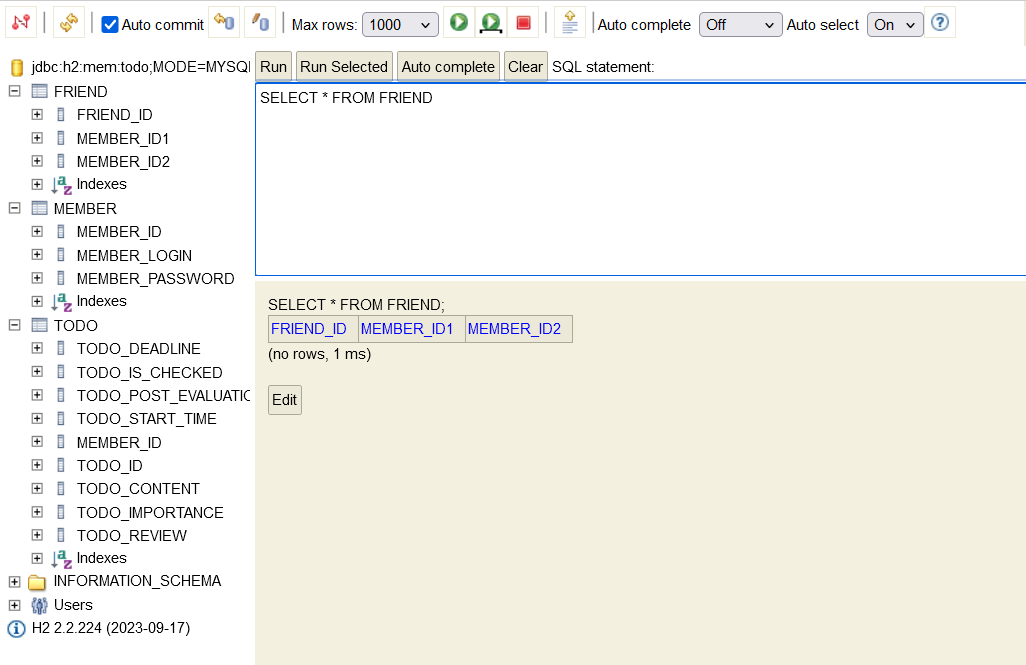 Auto commit Max rows: 1000 Auto complete Off Auto select On
jdbc:h2:mem:todo;MODE=MYSQ
FRIEND
FRIEND_ID
MEMBER_ID1
MEMBER_ID2
Indexes
MEMBER
MEMBER_ID
MEMBER_LOGIN
MEMBER_PASSWORD
Indexes
TODO
TODO_DEADLINE
TODO_IS_CHECKED
TODO_POST_EVALUATIO
TODO_START_TIME
MEMBER_ID
TODO_ID
TODO_CONTENT
TODO_IMPORTANCE
TODO_REVIEW
Indexes
INFORMATION_SCHEMA
Users
H2 2.2.224 (2023-09-17)
Run Run Selected Auto complete Clear SQL statement:
SELECT * FROM FRIEND
SELECT * FROM FRIEND;
FRIEND_ID MEMBER_ID1 MEMBER_ID2
(no rows, 1 ms)
Edit